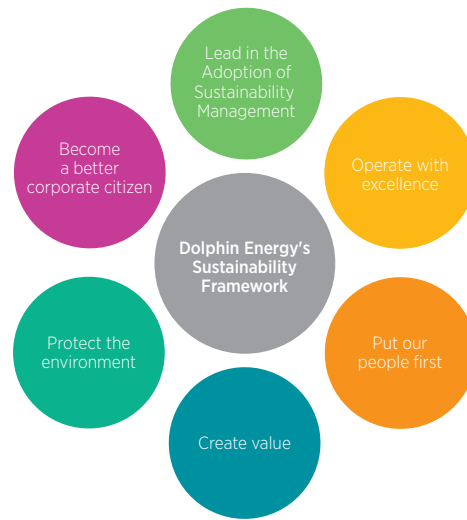 Lead in the
Adoption of
Sustainability
Management
Become
a better
corporate citizen
Operate with
excellence
Dolphin Energy's
Sustainability
Framework
Protect the
environment
Put our
people first
Create value